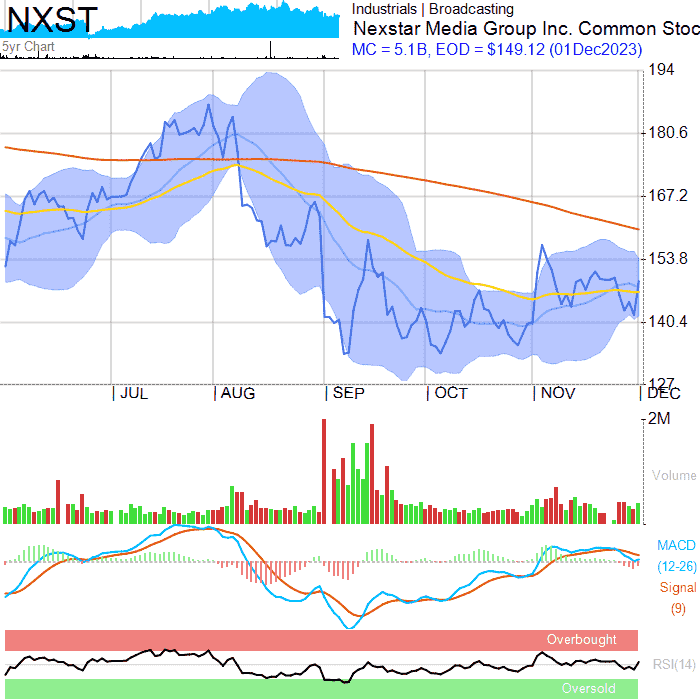 NXST
5yr Chart
Industrials | Broadcasting
Nexstar Media Group Inc. Common Stoc
MC = 5.1B, EOD = $149.12 (01Dec2023)
194
180.6
167.2
153.8
140.4
127
| JUL | AUG | SEP | OCT | NOV | DEC
2M
Volume
MACD
(12-26)
Signal
(9)
Overbought
RSI(14)
Oversold